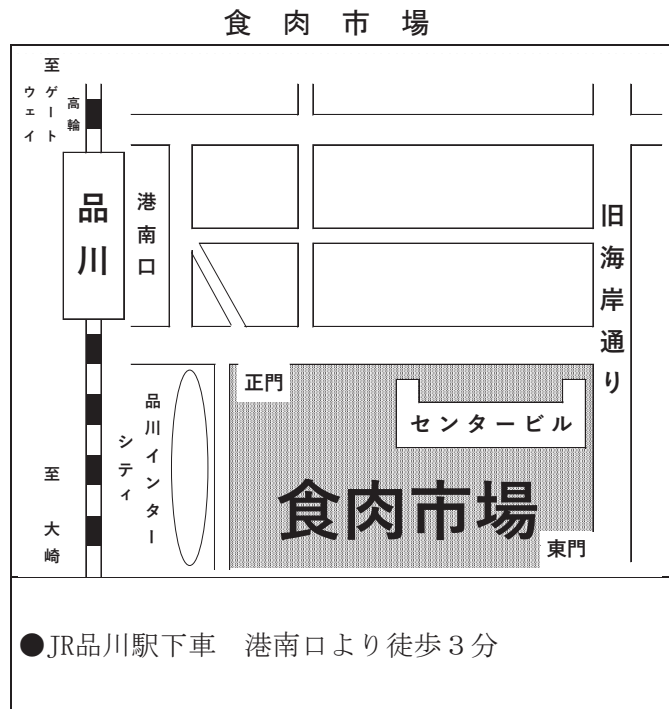 食肉市場
至
高輪
ゲート
ウェイ
品川
港南口
旧海岸通り
正門
センタービル
品川インター
シティ
食肉市場
至大崎
東門
●JR品川駅下車　港南口より徒歩３分